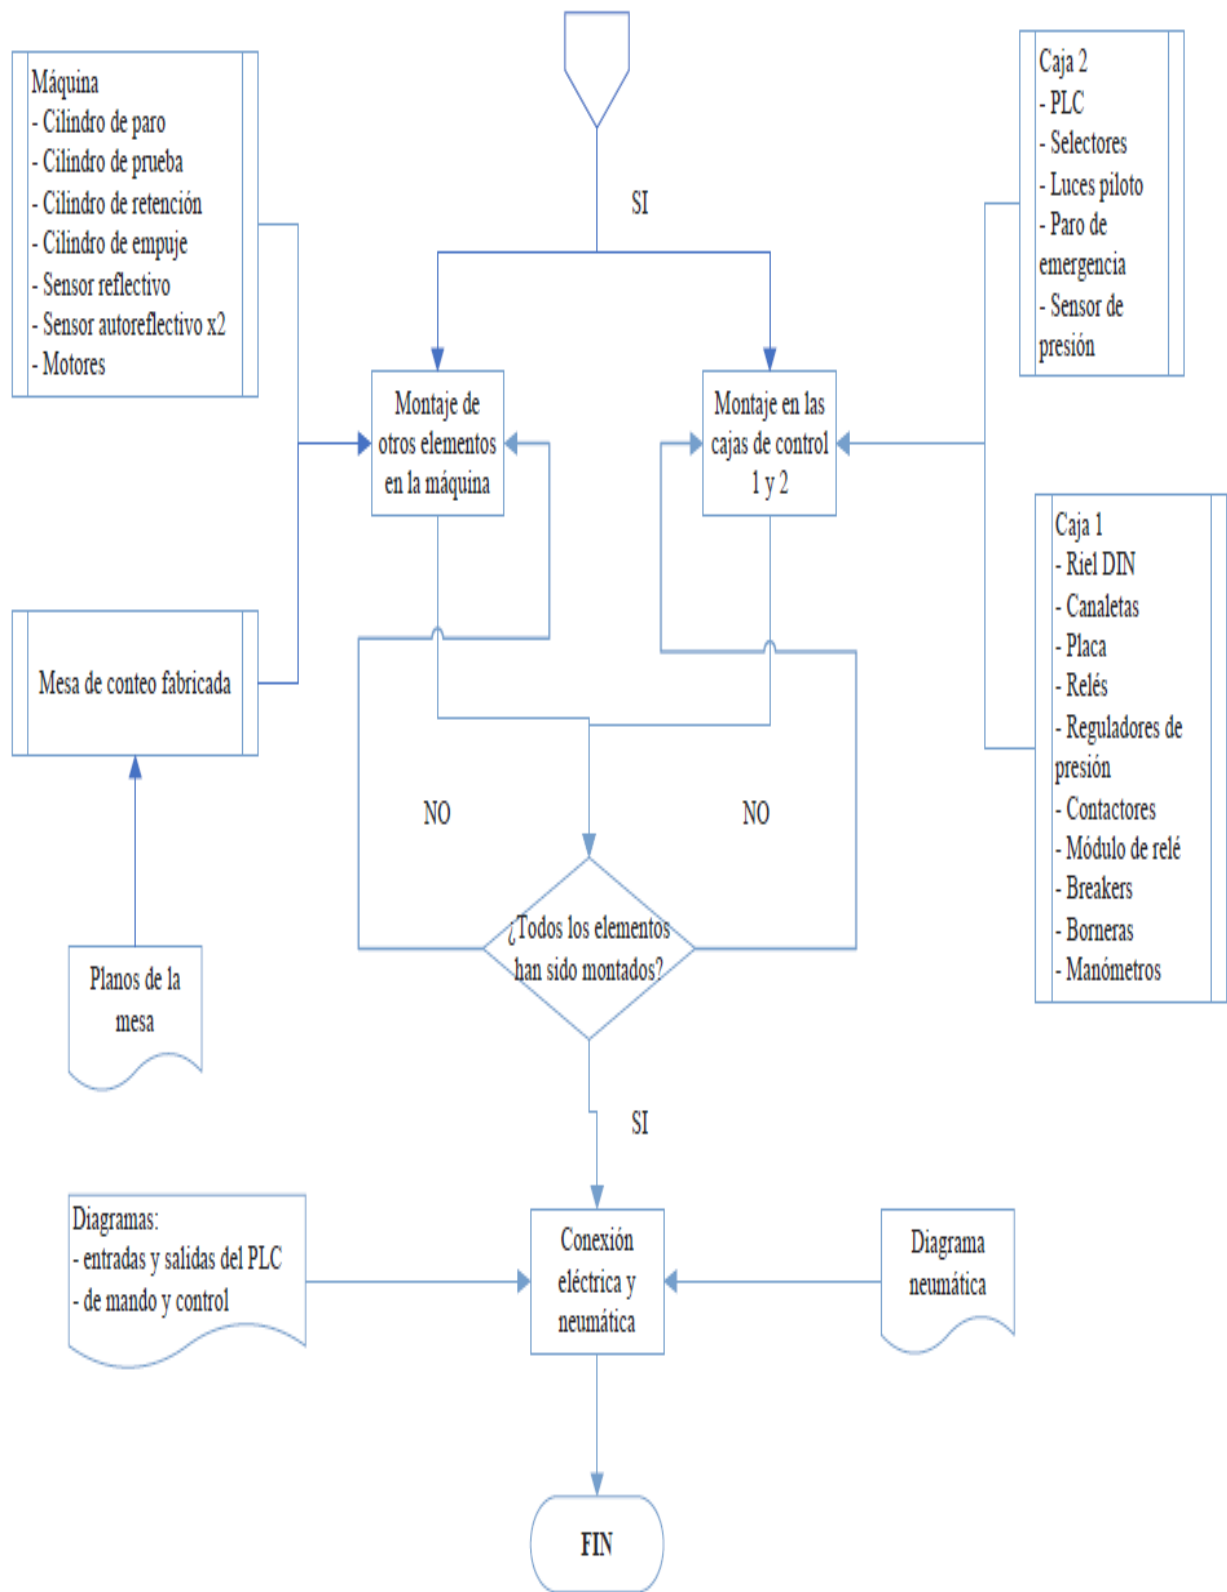 Máquina
- Cilindro de paro
- Cilindro de prueba
- Cilindro de retención
- Cilindro de empuje
- Sensor reflectivo
- Sensor autoreflectivo x2
- Motores
SI
Caja 2
- PLC
- Selectores
- Luces piloto
- Paro de
emergencia
- Sensor de
presión
Montaje de
otros elementos
en la máquina
Montaje en las
cajas de control
1 y 2
Caja 1
- Riel DIN
- Canaletas
- Placa
- Relés
- Reguladores de
presión
- Contactores
- Módulo de relé
- Breakers
- Borneras
- Manómetros
Mesa de conteo fabricada
NO
NO
¿Todos los elementos
han sido montados?
Planos de la
mesa
SI
Diagramas:
- entradas y salidas del PLC
- de mando y control
Conexión
eléctrica y
neumática
Diagrama
neumática
FIN